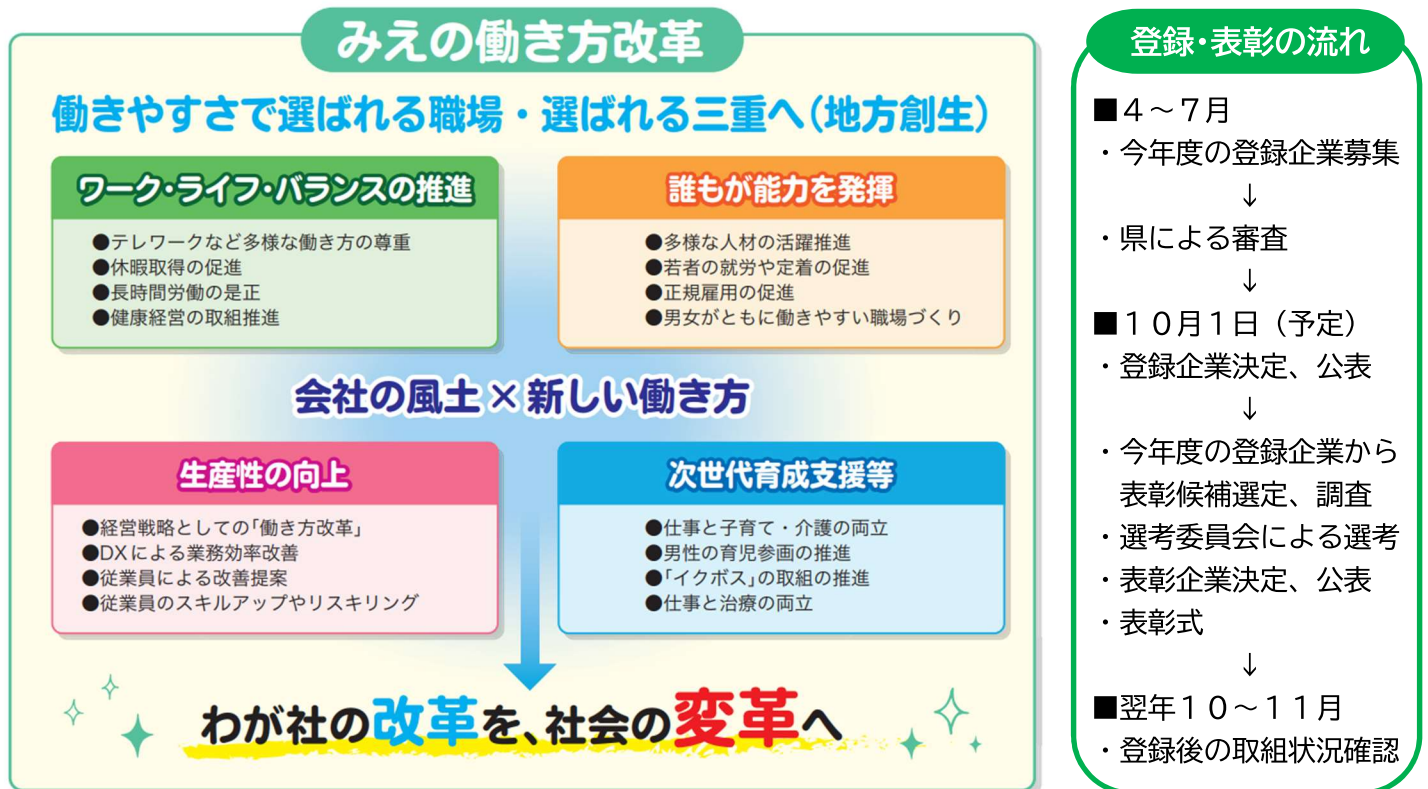 みえの働き方改革
働きやすさで選ばれる職場・選ばれる三重へ(地方創生)
ワーク・ライフ・バランスの推進
●テレワークなど多様な働き方の尊重
●休暇取得の促進
●長時間労働の是正
●健康経営の取組推進
誰もが能力を発揮
●多様な人材の活躍推進
●若者の就労や定着の促進
●正規雇用の促進
●男女がともに働きやすい職場づくり
会社の風土×新しい働き方
生産性の向上
●経営戦略としての「働き方改革」
●DXによる業務効率改善
●従業員による改善提案
●従業員のスキルアップやリスキリング
次世代育成支援等
●仕事と子育て・介護の両立
●男性の育児参画の推進
●「イクボス」の取組の推進
●仕事と治療の両立
わが社の改革を、社会の変革へ
登録・表彰の流れ
■４～７月
・今年度の登録企業募集
↓
・県による審査
↓
■１０月１日（予定）
・登録企業決定、公表
↓
・今年度の登録企業から
表彰候補選定、調査
・選考委員会による選考
・表彰企業決定、公表
・表彰式
↓
■翌年１０～１１月
・登録後の取組状況確認